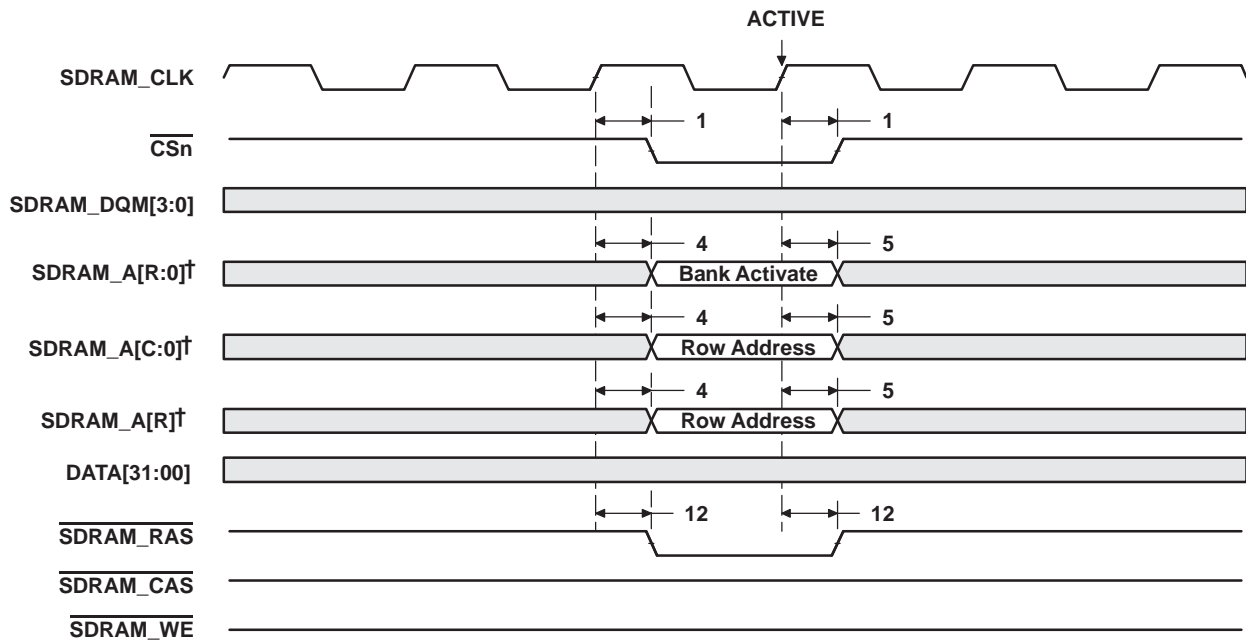 ACTIVE
SDRAM_CLK
1 1
CSn
SDRAM_DQM[3:0]
4 5
SDRAM_A[R:0]† Bank Activate
4 5
SDRAM_A[C:0]† Row Address
4 5
SDRAM_A[R]† Row Address
DATA[31:00]
12 12
SDRAM_RAS
SDRAM_CAS
SDRAM_WE